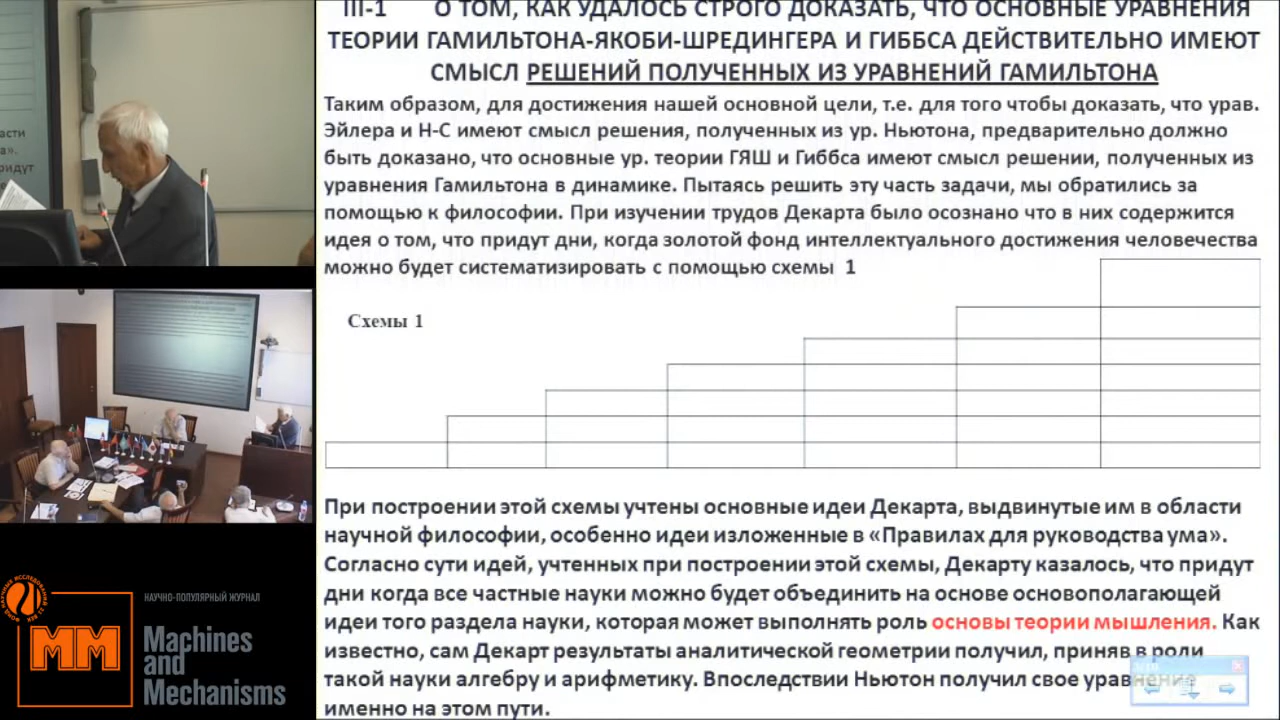 III-1 О ТОМ, КАК УДАЛОСЬ СТРОГО ДОКАЗАТЬ, ЧТО ОСНОВНЫЕ УРАВНЕНИЯ
ТЕОРИИ ГАМИЛЬТОНА-ЯКОБИ-ШРЕДИНГЕРА И ГИББСА ДЕЙСТВИТЕЛЬНО ИМЕЮТ
СМЫСЛ РЕШЕНИЙ ПОЛУЧЕННЫХ ИЗ УРАВНЕНИЙ ГАМИЛЬТОНА
Таким образом, для достижения нашей основной цели, т.е. для того чтобы доказать, что урав.
Эйлера и Н-С имеют смысл решения, полученных из ур. Ньютона, предварительно должно
быть доказано, что основные ур. теории ГЯШ и Гиббса имеют смысл решении, полученных из
уравнения Гамильтона в динамике. Пытаясь решить эту часть задачи, мы обратились за
помощью к философии. При изучении трудов Декарта было осознано что в них содержится
идея о том, что придут дни, когда золотой фонд интеллектуального достижения человечества
можно будет систематизировать с помощью схемы 1
Схемы 1
При построении этой схемы учтены основные идеи Декарта, выдвинутые им в области
научной философии, особенно идеи изложенные в «Правилах для руководства ума».
Согласно сути идей, учтенных при построении этой схемы, Декарту казалось, что придут
дни когда все частные науки можно будет объединить на основе основополагающей
идеи того раздела науки, которая может выполнять роль основы теории мышления. Как
известно, сам Декарт результаты аналитической геометрии получил, приняв в роли
такой науки алгебру и арифметику. Впоследствии Ньютон получил свое уравнение
именно на этом пути.
асти
ма».
ридут
НАУЧНО-ПОПУЛЯРНЫЙ ЖУРНАЛ
ММ
Machines
and
Mechanisms